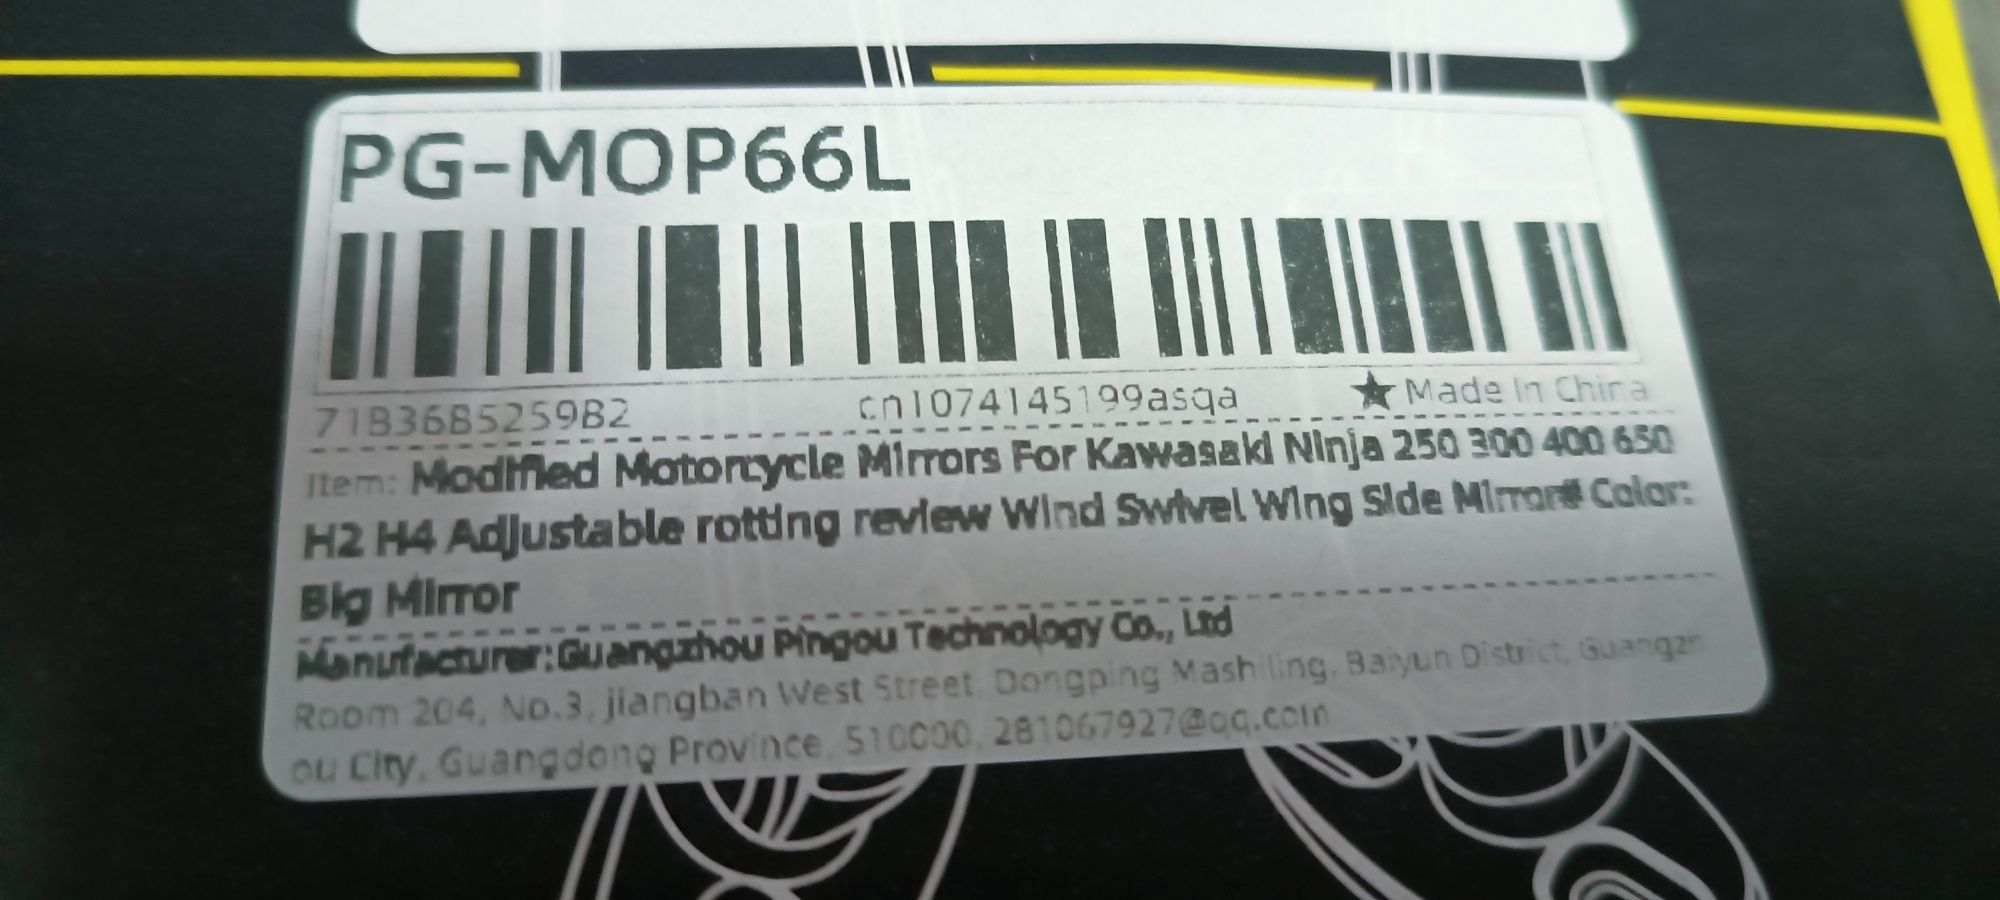 PG-MOP66L
71B36B5259B2 cn1074145199asqa ★ Made In China
Item: Modified Motorcycle Mirrors For Kawasaki Ninja 250 300 400 650
H2 H4 Adjustable rotting review Wind Swivel Wing Side Mirror# Color:
Big Mirror
Manufacturer:Guangzhou Pingou Technology Co., Ltd
Room 204, No.3, jiangban West Street, Dongping Mashiling, Baiyun District, Guangzh
ou City, Guangdong Province, 510000, 281067927@qq.com